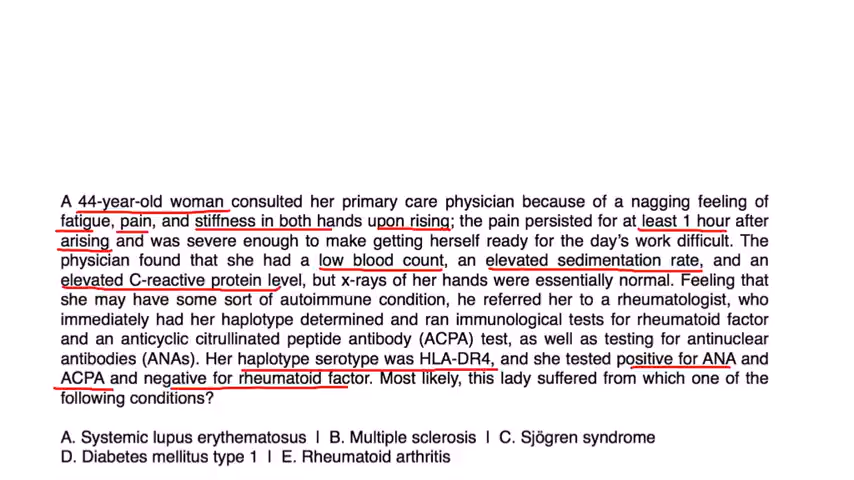 A 44-year-old woman consulted her primary care physician because of a nagging feeling of
fatigue, pain, and stiffness in both hands upon rising; the pain persisted for at least 1 hour after
arising and was severe enough to make getting herself ready for the day's work difficult. The
physician found that she had a low blood count, an elevated sedimentation rate, and an
elevated C-reactive protein level, but x-rays of her hands were essentially normal. Feeling that
she may have some sort of autoimmune condition, he referred her to a rheumatologist, who
immediately had her haplotype determined and ran immunological tests for rheumatoid factor
and an anticyclic citrullinated peptide antibody (ACPA) test, as well as testing for antinuclear
antibodies (ANAs). Her haplotype serotype was HLA-DR4, and she tested positive for ANA and
ACPA and negative for rheumatoid factor. Most likely, this lady suffered from which one of the
following conditions?
A. Systemic lupus erythematosus | B. Multiple sclerosis | C. Sjögren syndrome
D. Diabetes mellitus type 1 | E. Rheumatoid arthritis